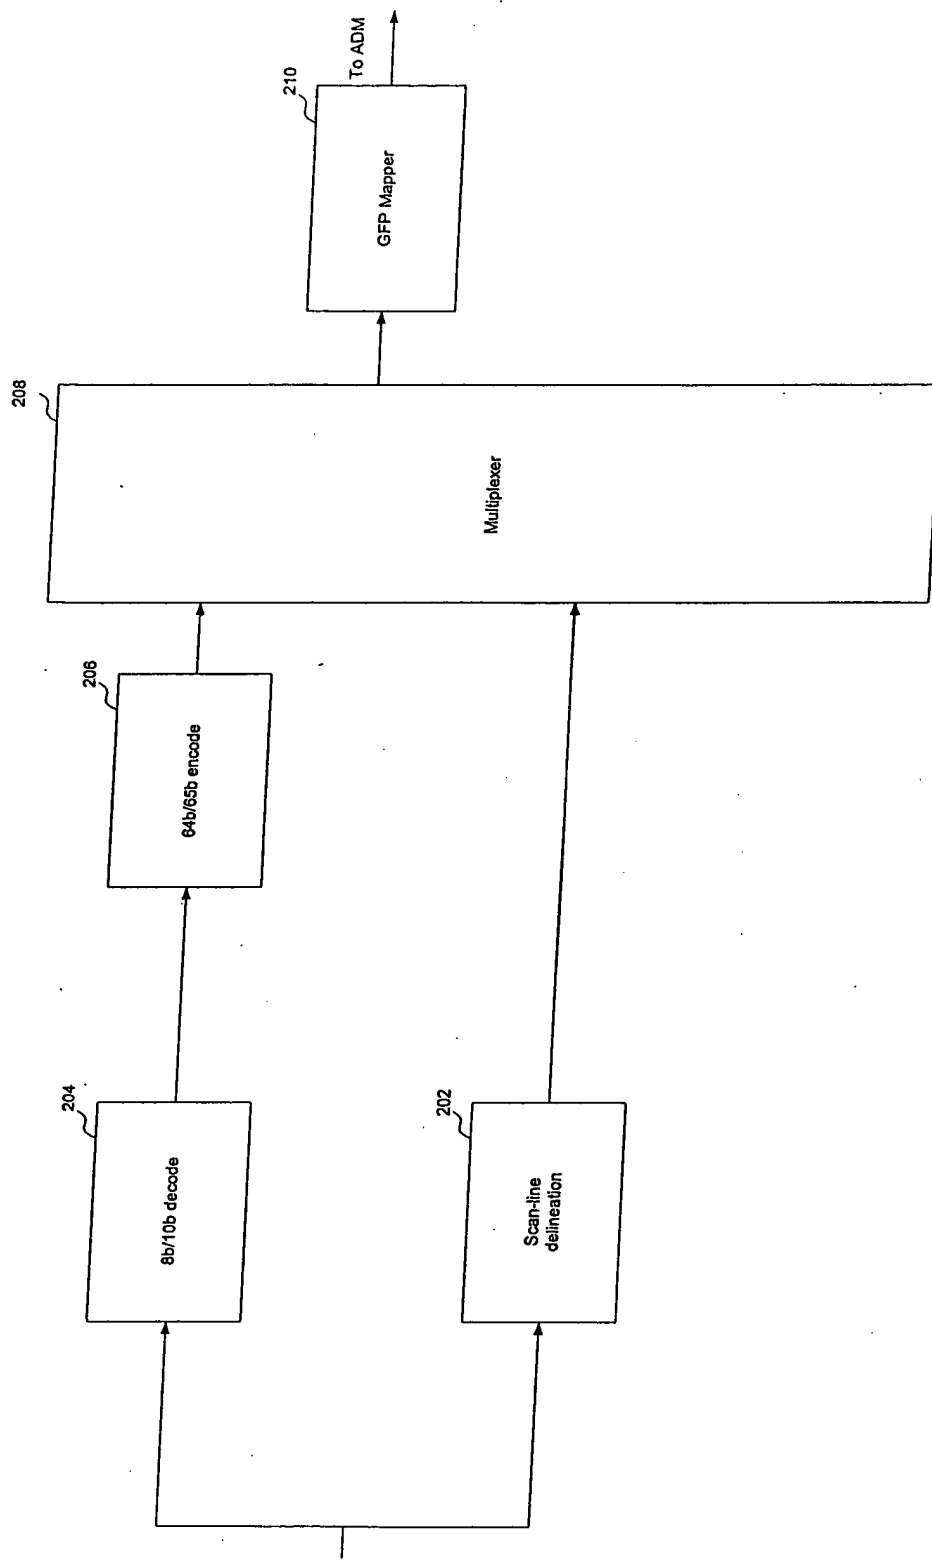 204
8b/10b decode
206
64b/65b encode
208
Multiplexer
210
GFP Mapper
To ADM
202
Scan-line
delineation